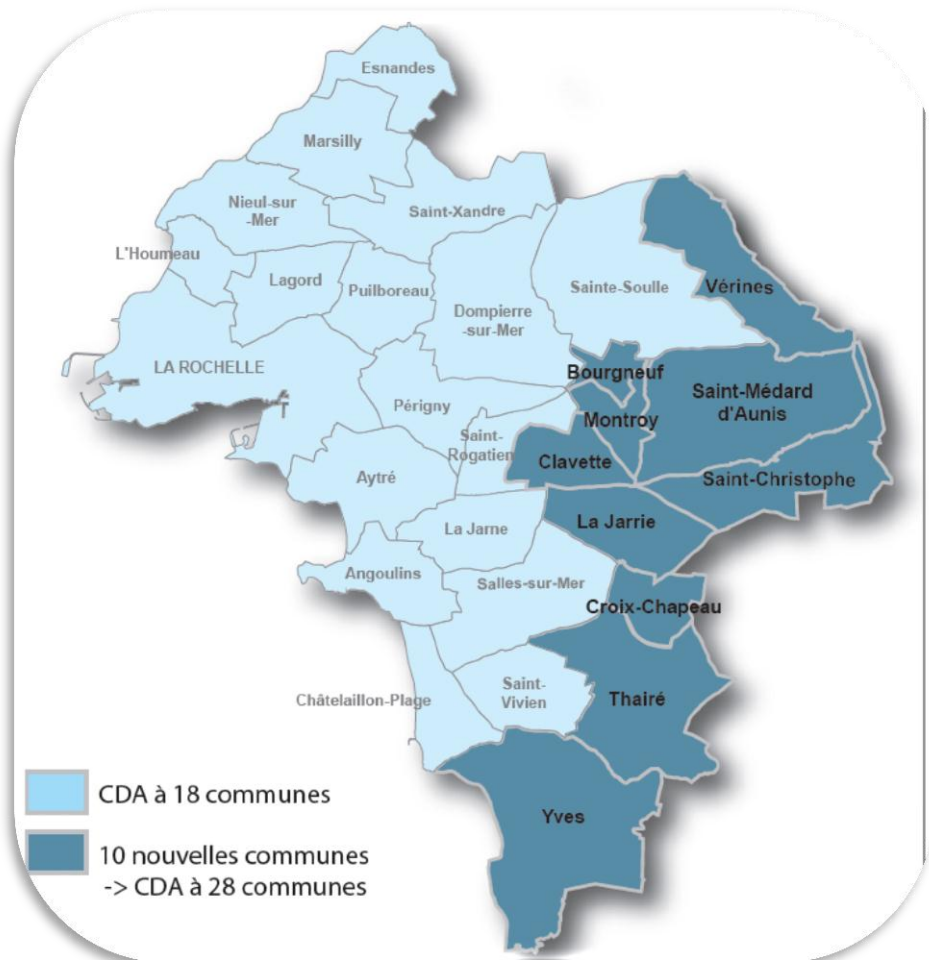 Esnandes
Marsilly
Nieul-sur
-Mer
Saint-Xandre
L'Houmeau
Lagord
Puilboreau
Dompierre
-sur-Mer
Sainte-Soulle
Vérines
LA ROCHELLE
Bourgneuf
Périgny
Saint-Médard
d'Aunis
Montroy
Saint-
Rogatien
Clavette
Aytré
Saint-Christophe
La Jarne
La Jarrie
Angoulins
Salles-sur-Mer
Croix-Chapeau
Châtelaillon-Plage
Saint-
Vivien
Thairé
Yves
CDA à 18 communes
10 nouvelles communes
-> CDA à 28 communes